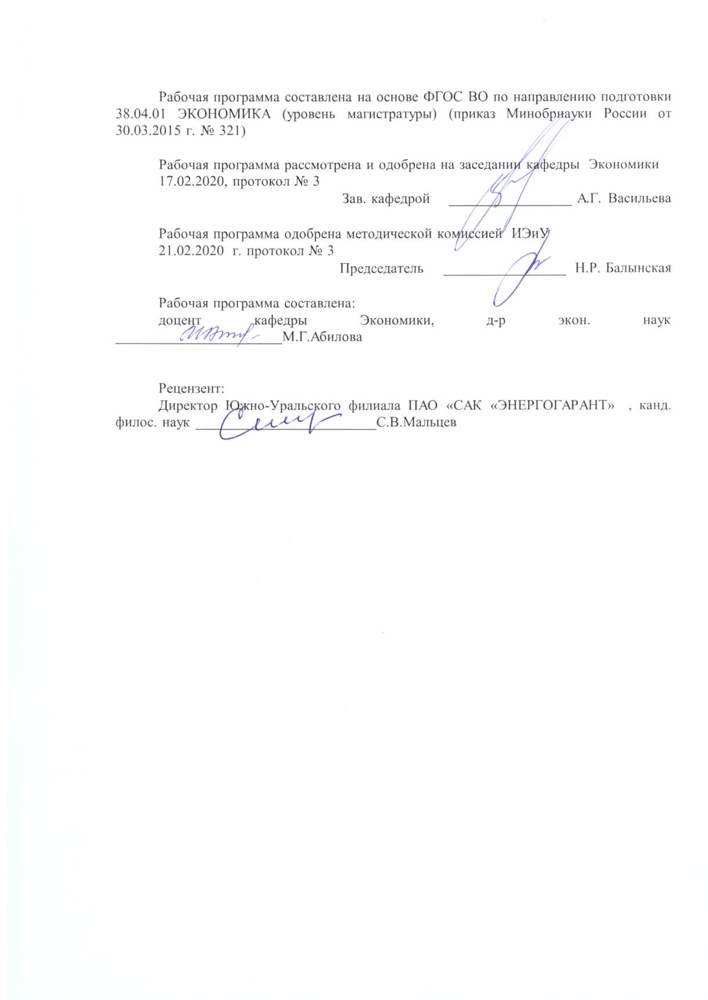 Рабочая программа составлена на основе ФГОС ВО по направлению подготовки
38.04.01 ЭКОНОМИКА (уровень магистратуры) (приказ Минобрнауки России от
30.03.2015 г. № 321)
Рабочая программа рассмотрена и одобрена на заседании кафедры Экономики
17.02.2020, протокол № 3
Зав. кафедрой ________________ А.Г. Васильева
Рабочая программа одобрена методической комиссией ИЭиУ
21.02.2020 г. протокол № 3
Председатель ________________ Н.Р. Балынская
Рабочая программа составлена:
доцент кафедры Экономики, д-р экон. наук
______________________М.Г.Абилова
Рецензент:
Директор Южно-Уральского филиала ПАО «САК «ЭНЕРГОГАРАНТ» , канд.
филос. наук ________________________С.В.Мальцев